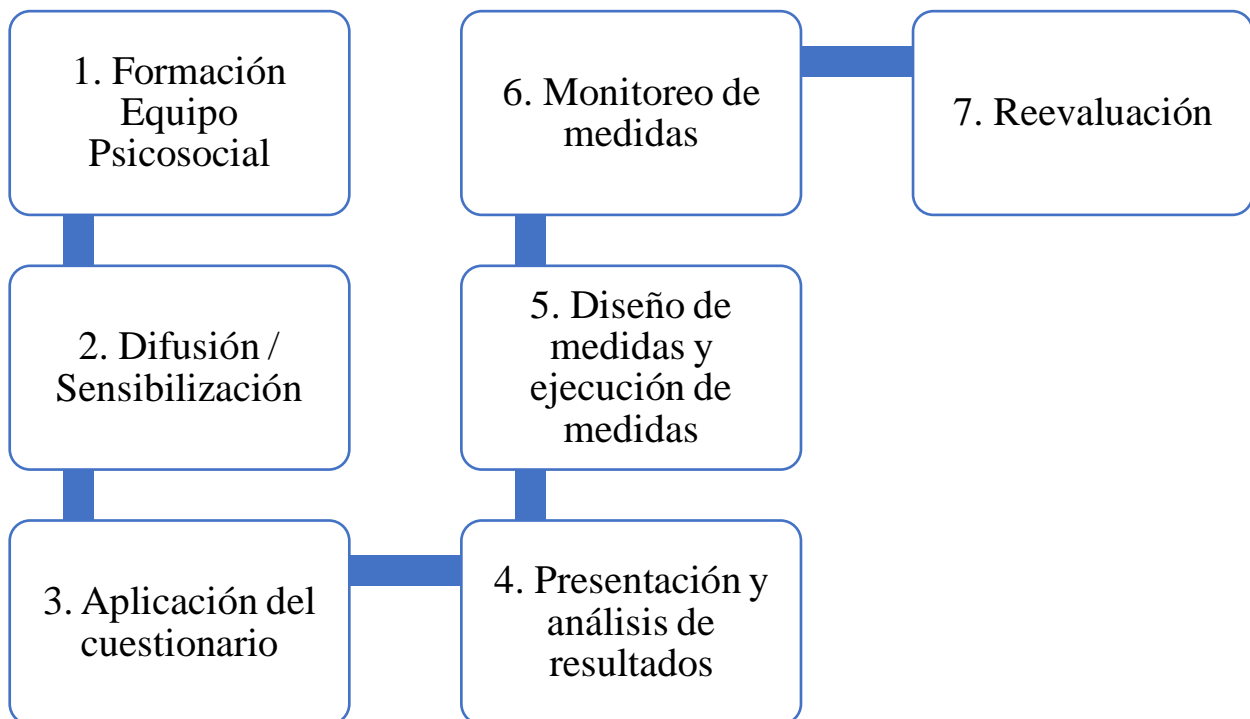 1. Formación
Equipo
Psicosocial
2. Difusión /
Sensibilización
3. Aplicación del
cuestionario
4. Presentación y
análisis de
resultados
5. Diseño de
medidas y
ejecución de
medidas
6. Monitoreo de
medidas
7. Reevaluación